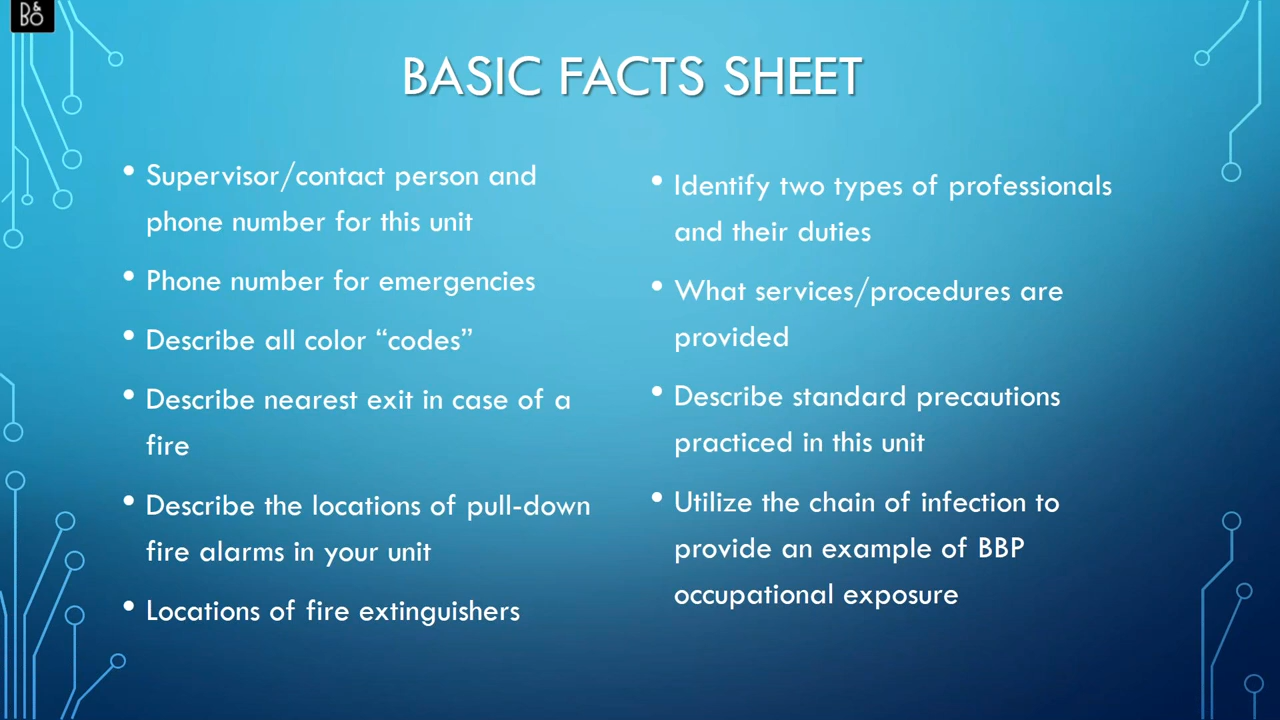 B&O
BASIC FACTS SHEET
• Supervisor/contact person and
phone number for this unit
• Phone number for emergencies
• Describe all color “codes”
• Describe nearest exit in case of a
fire
• Describe the locations of pull-down
fire alarms in your unit
• Locations of fire extinguishers
• Identify two types of professionals
and their duties
• What services/procedures are
provided
• Describe standard precautions
practiced in this unit
• Utilize the chain of infection to
provide an example of BBP
occupational exposure